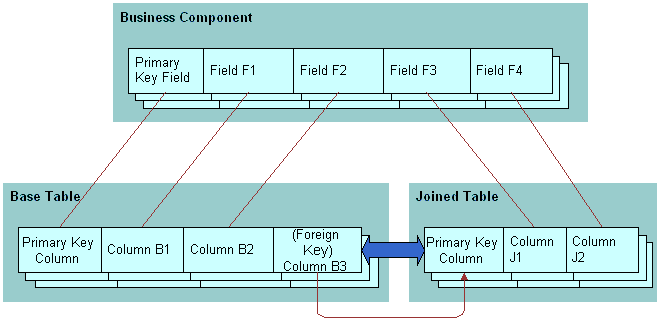 Business Component
Primary
Key Field
Field F1
Field F2
Field F3
Field F4
Base Table
Primary Key
Column
Column B1
Column B2
(Foreign
Key)
Column B3
Joined Table
Primary Key
Column
Column
J1
Column
J2